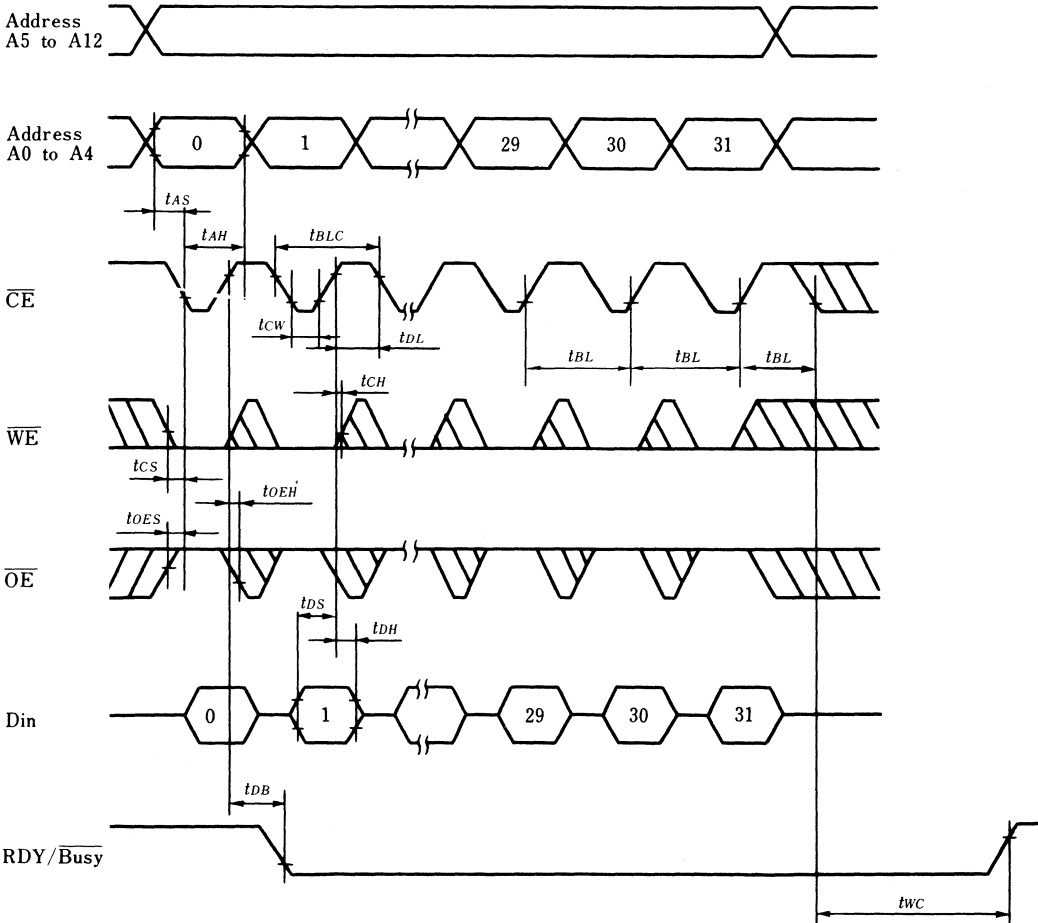 Address
A5 to A12
Address
A0 to A4
0 1 29 30 31
tAS
tAH tBLC
CE
tCW tDL tBL tBL tBL
tCH
WE
tCS
tOEH
tOES
OE
tDS
tDH
Din 0 1 29 30 31
tDB
RDY/Busy
tWC